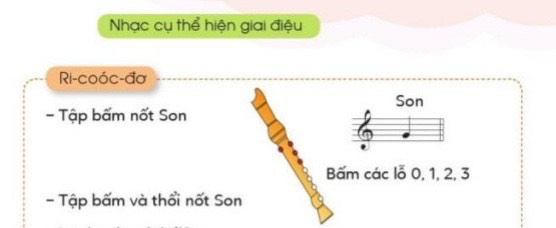 Nhạc cụ thể hiện giai điệu
Ri-coóc-đơ
– Tập bấm nốt Son
Son
Bấm các lỗ 0, 1, 2, 3
– Tập bấm và thổi nốt Son